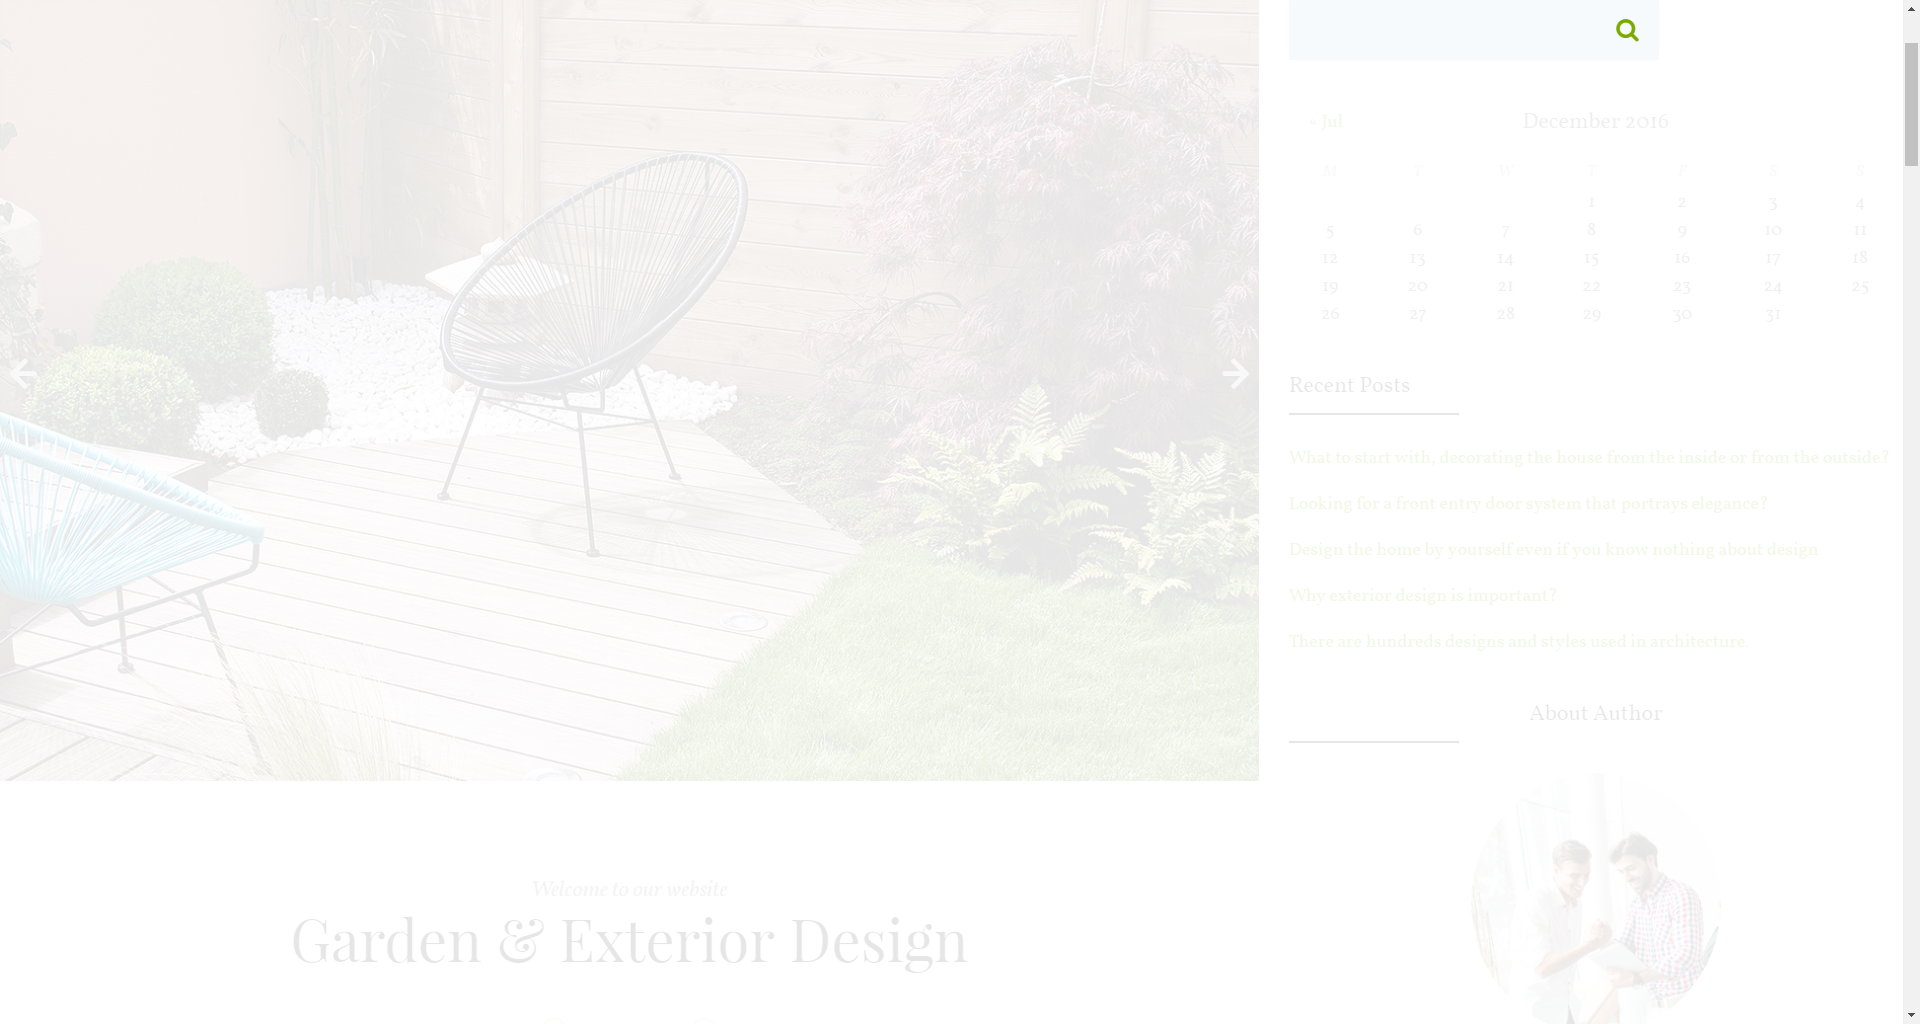 « Jul
December 2016
M T W T F S S
1 2 3 4
5 6 7 8 9 10 11
12 13 14 15 16 17 18
19 20 21 22 23 24 25
26 27 28 29 30 31
Recent Posts
What to start with, decorating the house from the inside or from the outside?
Looking for a front entry door system that portrays elegance?
Design the home by yourself even if you know nothing about design
Why exterior design is important?
There are hundreds designs and styles used in architecture.
About Author
Welcome to our website
Garden & Exterior Design